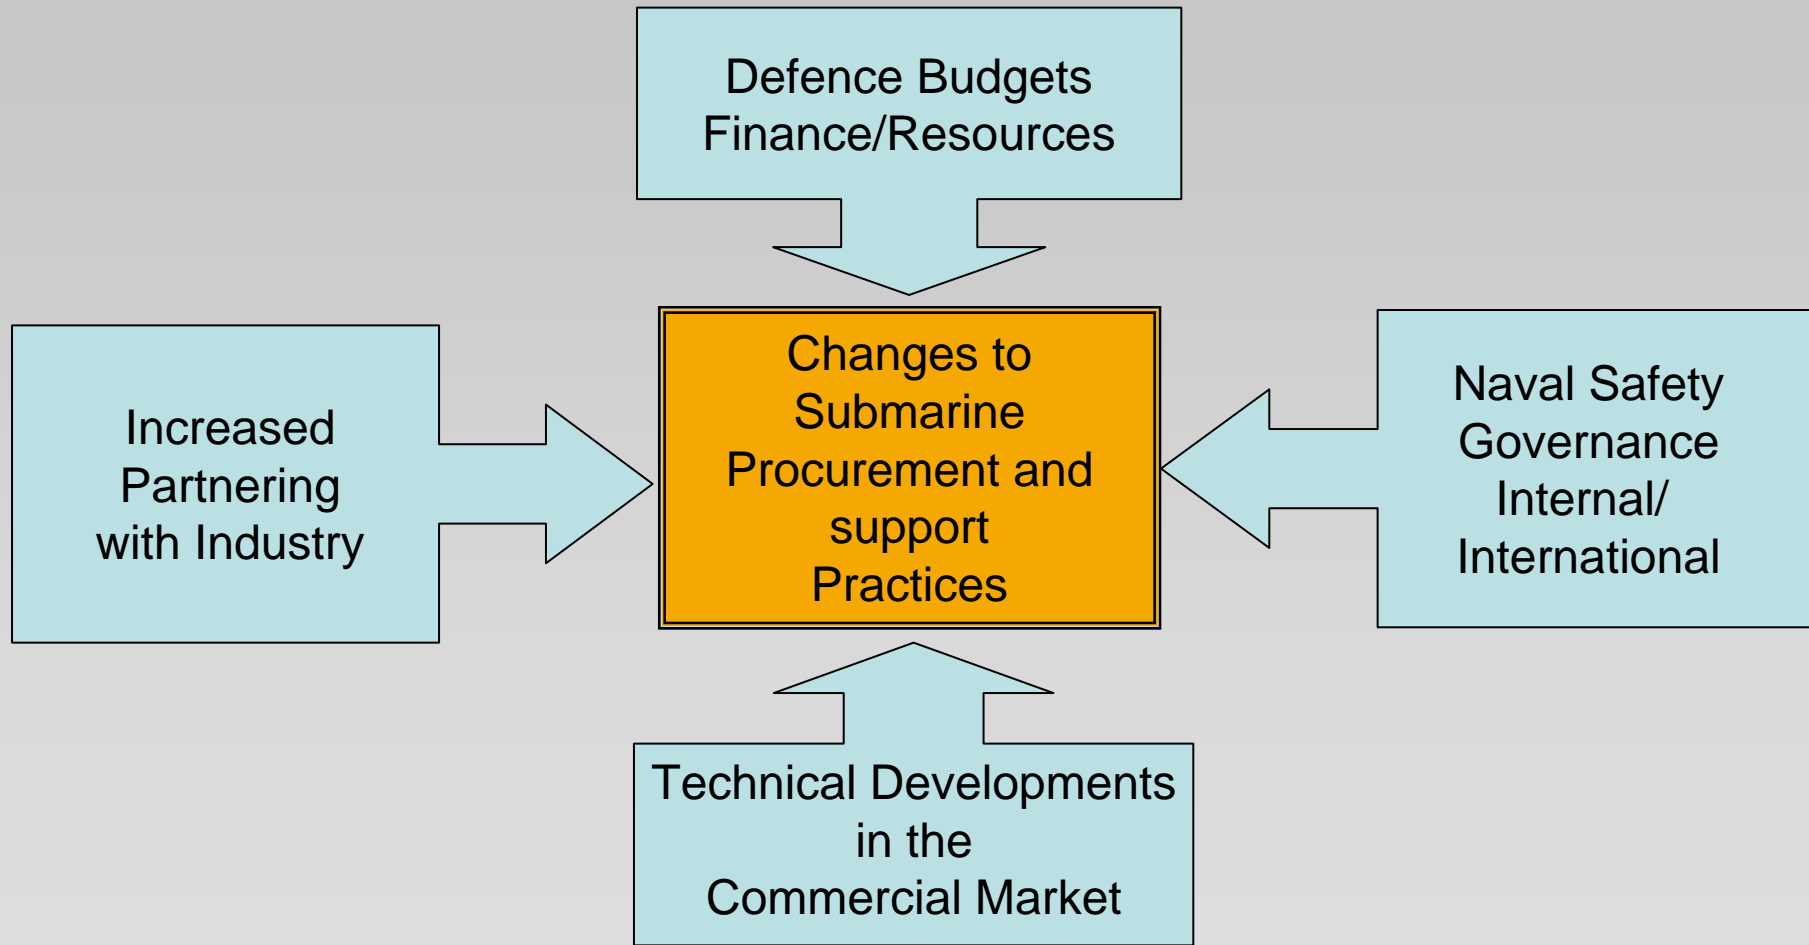 Defence Budgets
Finance/Resources
Increased
Partnering
with Industry
Changes to
Submarine
Procurement and
support
Practices
Naval Safety
Governance
Internal/
International
Technical Developments
in the
Commercial Market